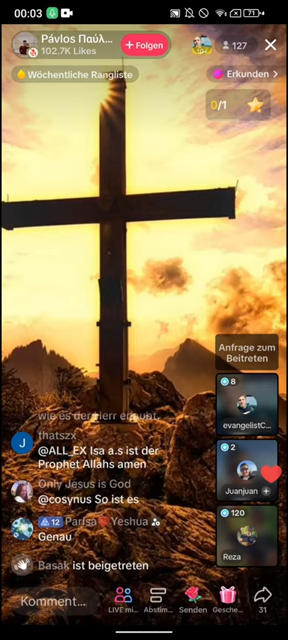 00:03
71
Pávlos Παύλ...
102.7K Likes
+ Folgen
127
Wöchentliche Rangliste
Erkunden >
0/1
Anfrage zum
Beitreten
8
evangelistC...
2
Juanjuan +
120
Reza
wie es der Herr erlaubt,
thatszx
J
@ALL_EX Isa a.s ist der
Prophet Allahs amen
Only Jesus is God
@cosynus So ist es
12 Parisa Yeshua
Genau
Basak ist beigetreten
Komment...
LIVE mi...
Abstim...
Senden
Gesche...
31